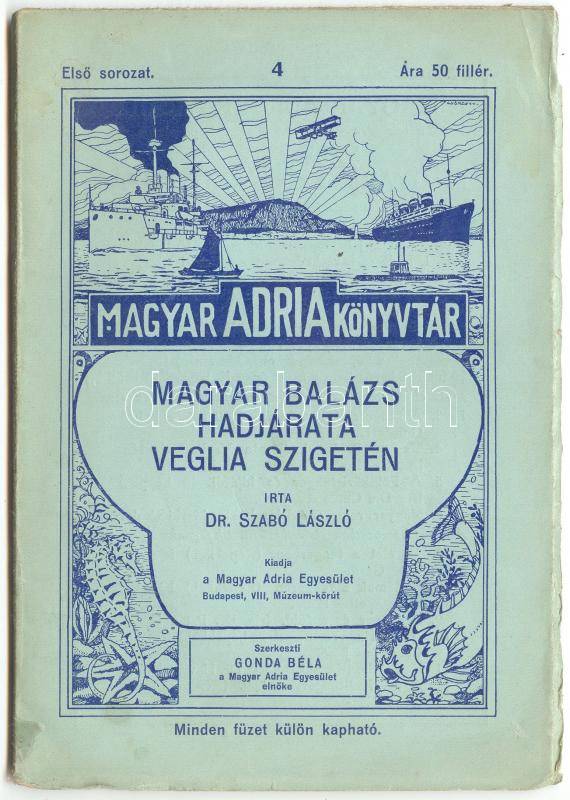 Első sorozat. 4 Ára 50 fillér.
MAGYAR ADRIA KÖNYVTÁR
MAGYAR BALÁZS
HADJÁRATA
VEGLIA SZIGETÉN
darabanth
IRTA
DR. SZABÓ LÁSZLÓ
Kiadja
a Magyar Adria Egyesület
Budapest, VIII, Múzeum-körút
Szerkeszti
GONDA BÉLA
a Magyar Adria Egyesület
elnöke
Minden füzet külön kapható.